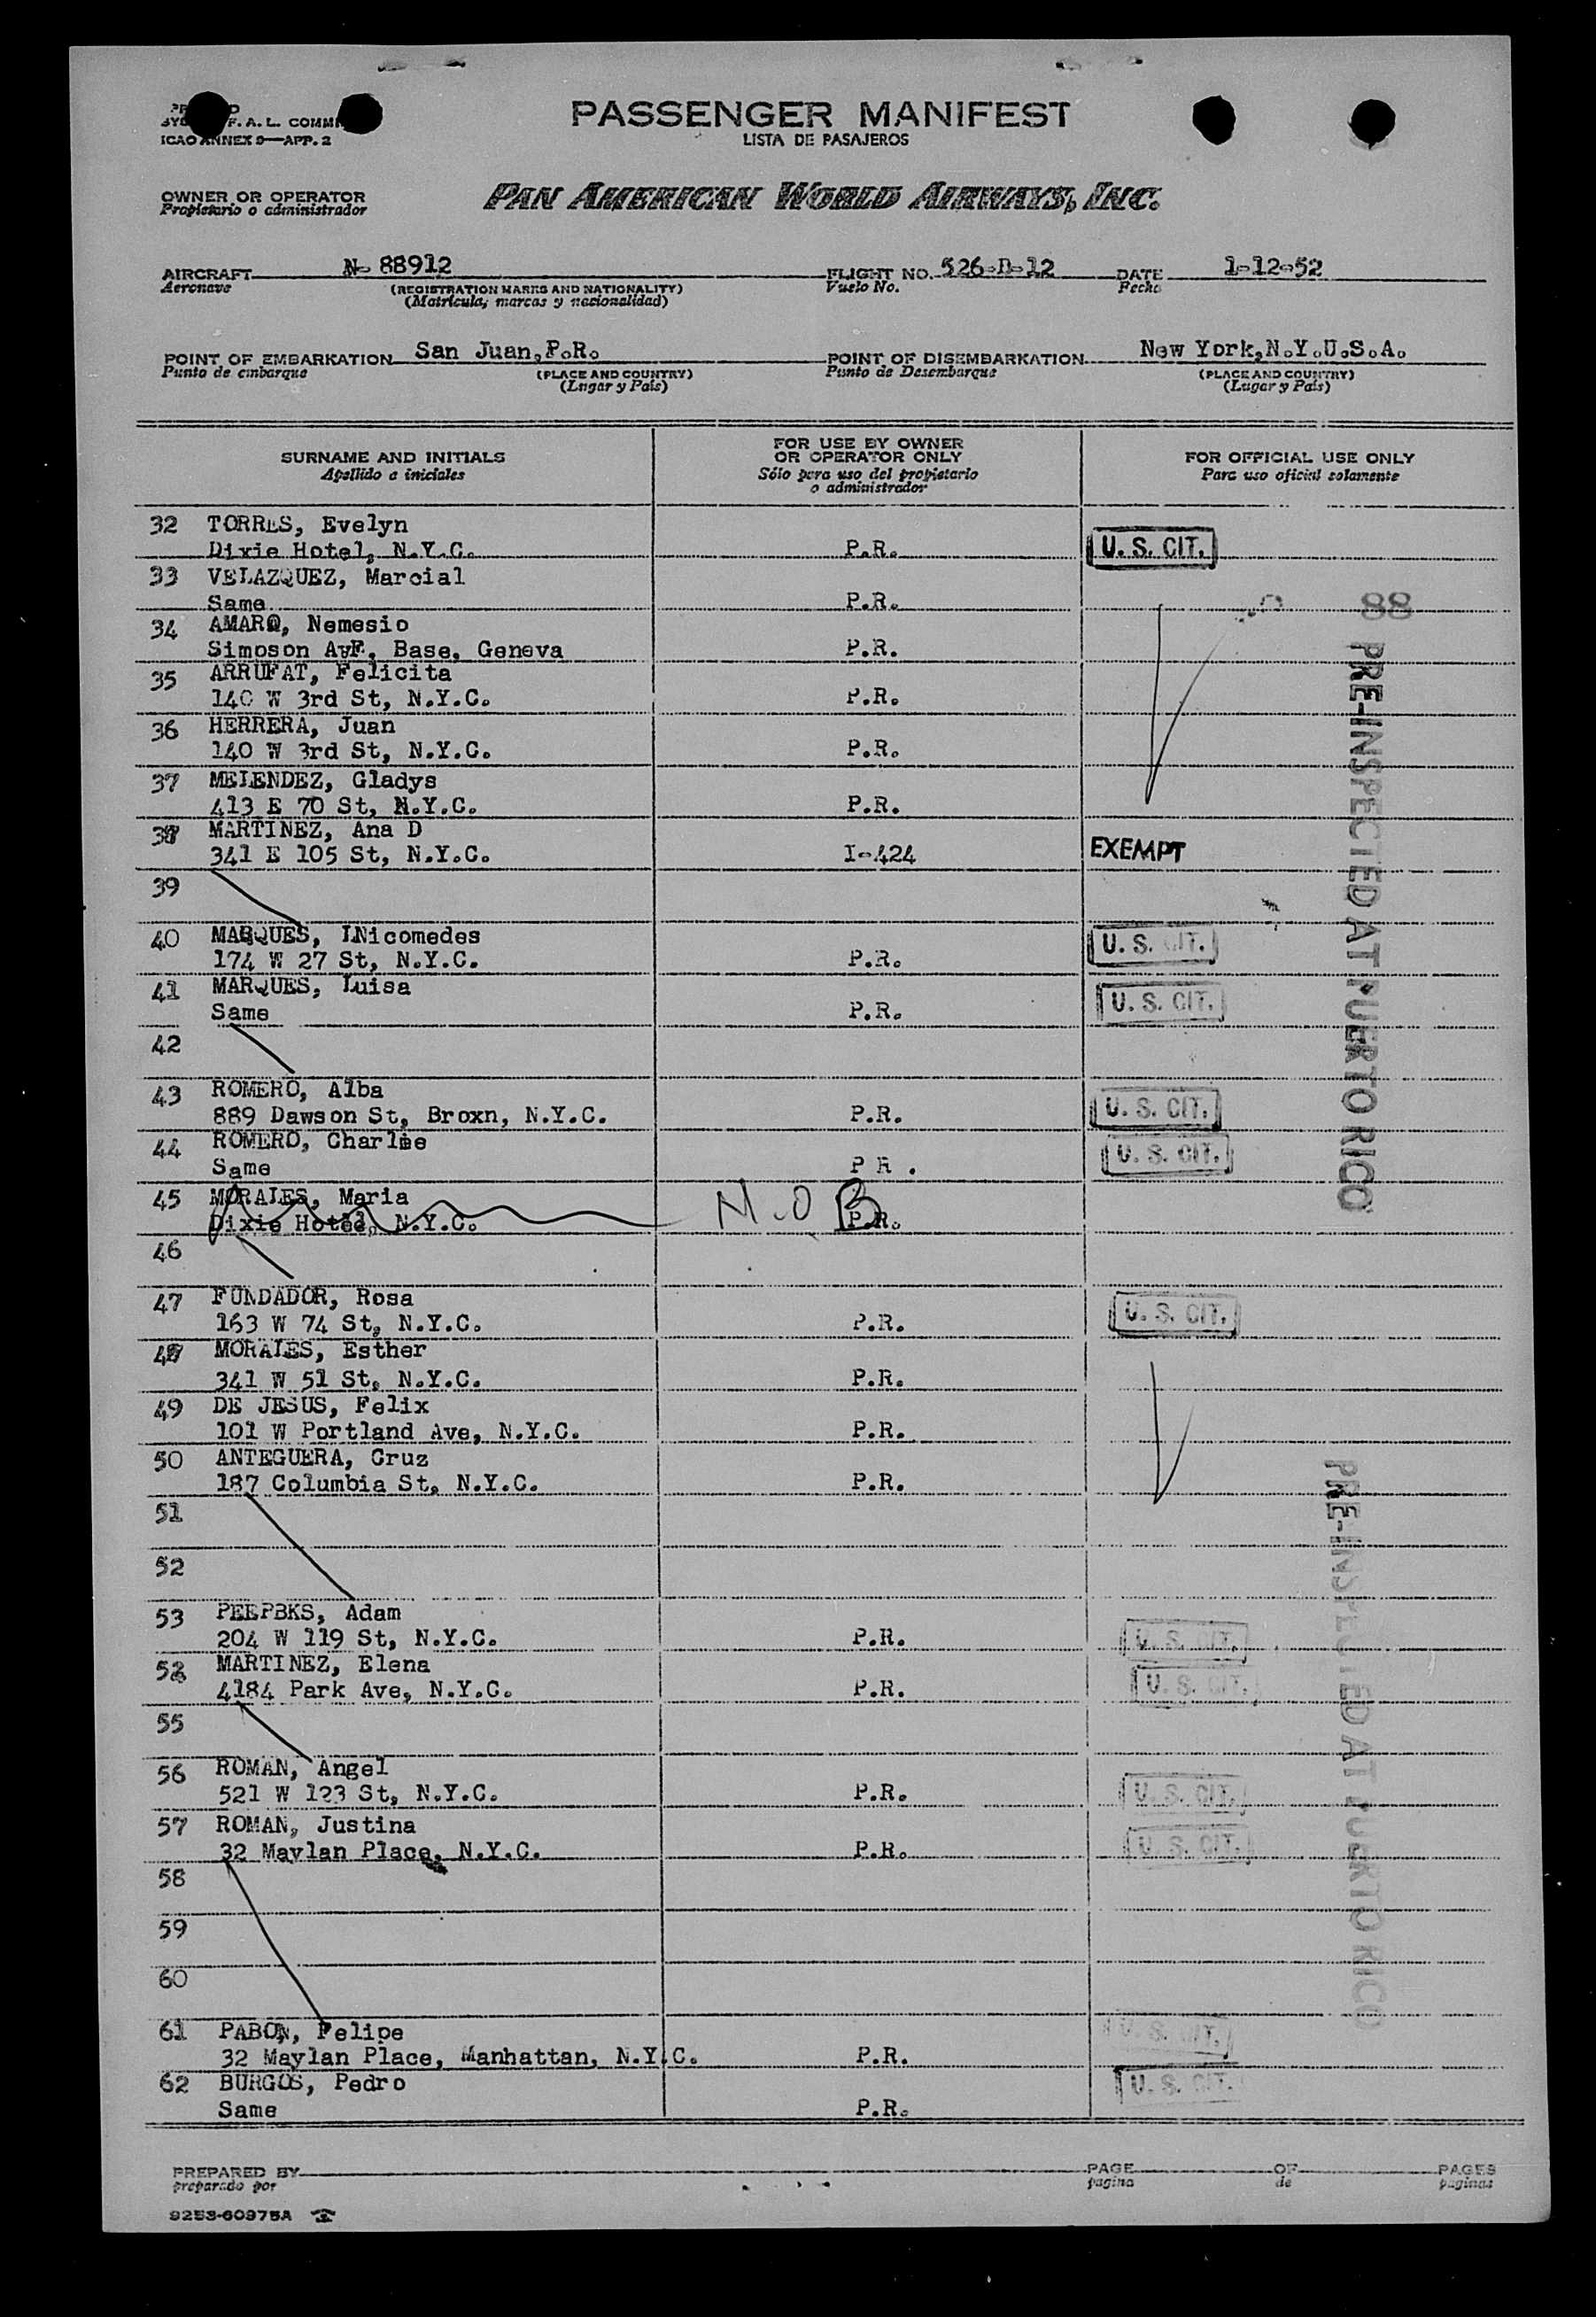 F. A. L. COMMI
ICAO ANNEX 9—APP. 2
PASSENGER MANIFEST
LISTA DE PASAJEROS
OWNER OR OPERATOR
Propietario o administrador
PAN AMERICAN WORLD AIRWAYS, INC.
AIRCRAFT N- 88912 FLIGHT NO. 526-B-12 DATE 1-12-52
Aeronave (REGISTRATION MARKS AND NATIONALITY) Vuelo No. Fecha
(Matricula, marcas y nacionalidad)
POINT OF EMBARKATION San Juan,P.R. POINT OF DISEMBARKATION New York,N.Y.U.S.A.
Punto de embarque (PLACE AND COUNTRY) Punto de Desembarque (PLACE AND COUNTRY)
(Lugar y País) (Lugar y País)
SURNAME AND INITIALS FOR USE BY OWNER OR OPERATOR ONLY FOR OFFICIAL USE ONLY
Apellido e iniciales Sólo para uso del propietario o administrador Para uso oficial solamente
32 TORRES, Evelyn
Dixie Hotel, N.Y.C. P.R. U. S. CIT.
33 VELAZQUEZ, Marcial
Same P.R. 88
34 AMARO, Nemesio
Simoson AvF, Base, Geneva P.R.
35 ARRUFAT, Felicita
140 W 3rd St, N.Y.C. P.R.
36 HERRERA, Juan
140 W 3rd St, N.Y.C. P.R.
37 MELENDEZ, Gladys
413 E 70 St, N.Y.C. P.R.
38 MARTINEZ, Ana D
341 E 105 St, N.Y.C. I-424 EXEMPT
39
40 MARQUES, INicomedes
174 W 27 St, N.Y.C. P.R. U. S. CIT.
41 MARQUES, Luisa
Same P.R. U. S. CIT.
42
43 ROMERO, Alba
889 Dawson St, Broxn, N.Y.C. P.R. U. S. CIT.
44 ROMERO, Charlie
Same P R . U. S. CIT.
PRE-INSPECTED AT PUERTO RICO
45 MORALES, Maria N.O B
Dixie Hotel, N.Y.C. P.R.
46
47 FUNDADOR, Rosa
163 W 74 St, N.Y.C. P.R. U. S. CIT.
48 MORALES, Esther
341 W 51 St, N.Y.C. P.R.
49 DE JESUS, Felix
101 W Portland Ave, N.Y.C. P.R.
50 ANTEGUERA, Cruz
187 Columbia St, N.Y.C. P.R.
51
52
53 PEEPBKS, Adam
204 W 119 St, N.Y.C. P.R. U. S. CIT.
MARTINEZ, Elena
4184 Park Ave, N.Y.C. P.R. U. S. CIT.
55
56 ROMAN, Angel
521 W 123 St, N.Y.C. P.R. U. S. CIT.
57 ROMAN, Justina
32 Maylan Place, N.Y.C. P.R. U. S. CIT.
58
59
60
PRE-INSPECTED AT PUERTO RICO
61 PABON, Felipe
32 Maylan Place, Manhattan, N.Y.C. P.R. U. S. CIT.
62 BURGOS, Pedro
Same P.R. U. S. CIT.
PREPARED BY PAGE OF PAGES
preparado por pagina de paginas
9253-60975A